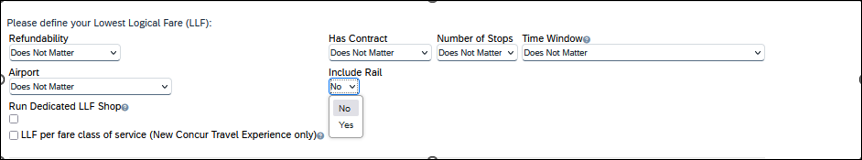 Please define your Lowest Logical Fare (LLF):
Refundability Has Contract Number of Stops Time Window
Does Not Matter Does Not Matter Does Not Matter Does Not Matter
Airport Include Rail
Does Not Matter No
Run Dedicated LLF Shop
No
Yes
LLF per fare class of service (New Concur Travel Experience only)